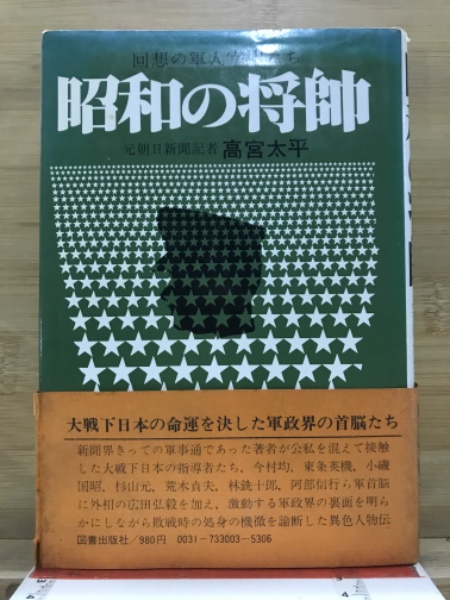 回想の軍人宰相たち
昭和の将帥
元朝日新聞記者 高宮太平
大戦下日本の命運を決した軍政界の首脳たち
新聞界きっての軍事通であった著者が公私を混えて接触
した大戦下日本の指導者たち、今村均、東条英機、小磯
国昭、杉山元、荒木貞夫、林銑十郎、阿部信行ら軍首脳
に外相の広田弘毅を加え、激動する軍政界の裏面を明ら
かにしながら敗戦時の処身の機微を論断した異色人物伝
図書出版社/980円 0031-733003-5306